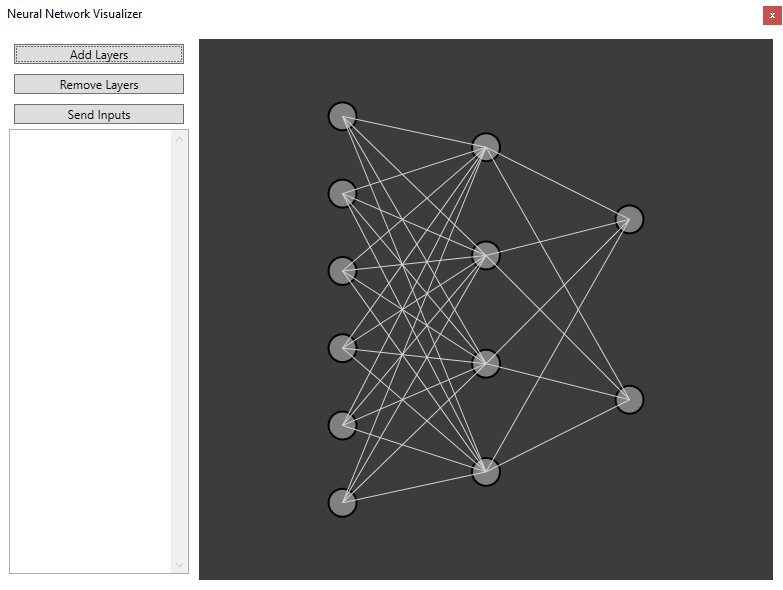 Neural Network Visualizer
x
Add Layers
Remove Layers
Send Inputs